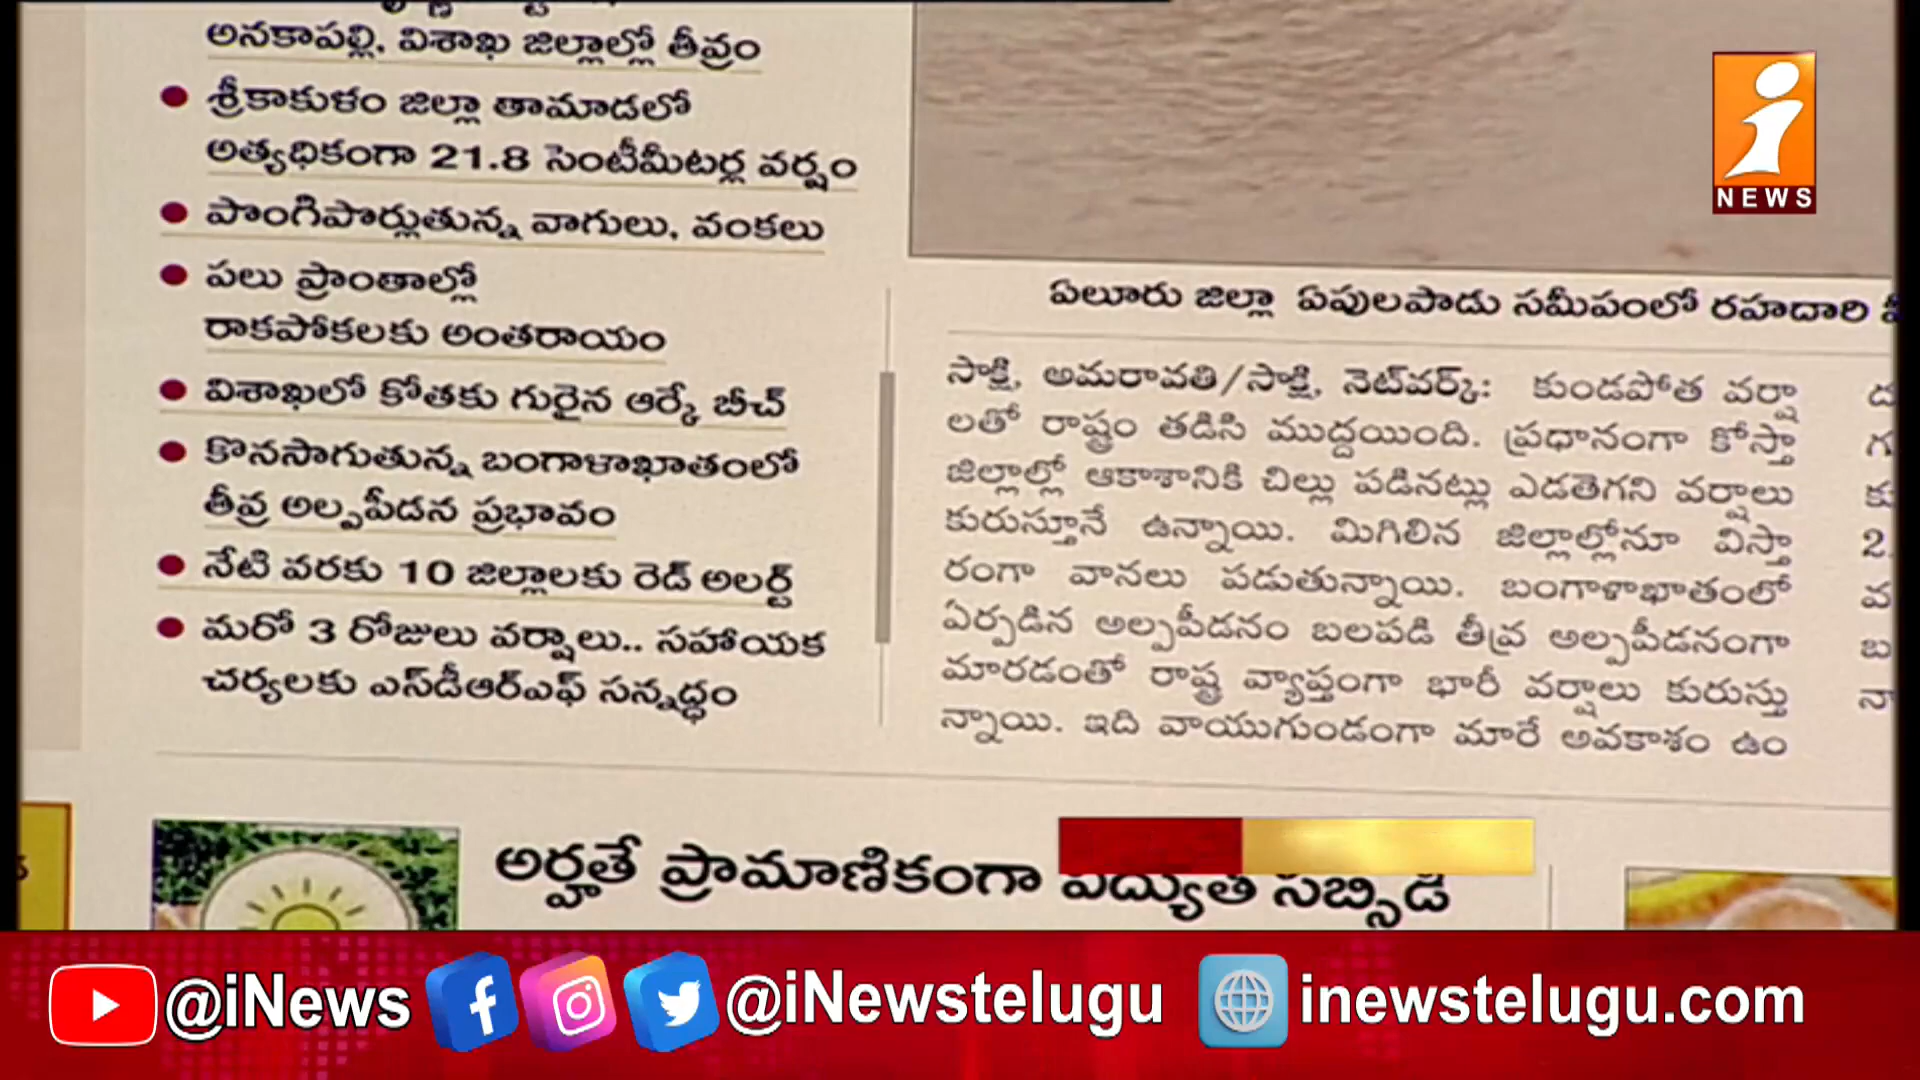 అనకాపల్లి, విశాఖ జిల్లాల్లో తీవ్రం
శ్రీకాకుళం జిల్లా తామాడలో
అత్యధికంగా 21.8 సెంటీమీటర్ల వర్షం
పొంగిపొర్లుతున్న వాగులు, వంకలు
పలు ప్రాంతాల్లో
రాకపోకలకు అంతరాయం
విశాఖలో కోతకు గురైన ఆర్కే బీచ్
కొనసాగుతున్న బంగాళాఖాతంలో
తీవ్ర అల్పపీడన ప్రభావం
నేటి వరకు 10 జిల్లాలకు రెడ్ అలర్ట్
మరో 3 రోజులు వర్షాలు.. సహాయక
చర్యలకు ఎస్‌డీఆర్ఎఫ్ సన్నద్ధం
ఏలూరు జిల్లా ఏపులపాడు సమీపంలో రహదారి
సాక్షి, అమరావతి/సాక్షి, నెట్‌వర్క్: కుండపోత వర్షా
లతో రాష్ట్రం తడిసి ముద్దయింది. ప్రధానంగా కోస్తా
జిల్లాల్లో ఆకాశానికి చిల్లు పడినట్లు ఎడతెగని వర్షాలు
కురుస్తూనే ఉన్నాయి. మిగిలిన జిల్లాల్లోనూ విస్తా
రంగా వానలు పడుతున్నాయి. బంగాళాఖాతంలో
ఏర్పడిన అల్పపీడనం బలపడి తీవ్ర అల్పపీడనంగా
మారడంతో రాష్ట్ర వ్యాప్తంగా భారీ వర్షాలు కురుస్తు
న్నాయి. ఇది వాయుగుండంగా మారే అవకాశం ఉం
అర్హతే ప్రామాణికంగా విద్యుత్ సబ్సిడీ
i
NEWS
@iNews @iNewstelugu inewstelugu.com